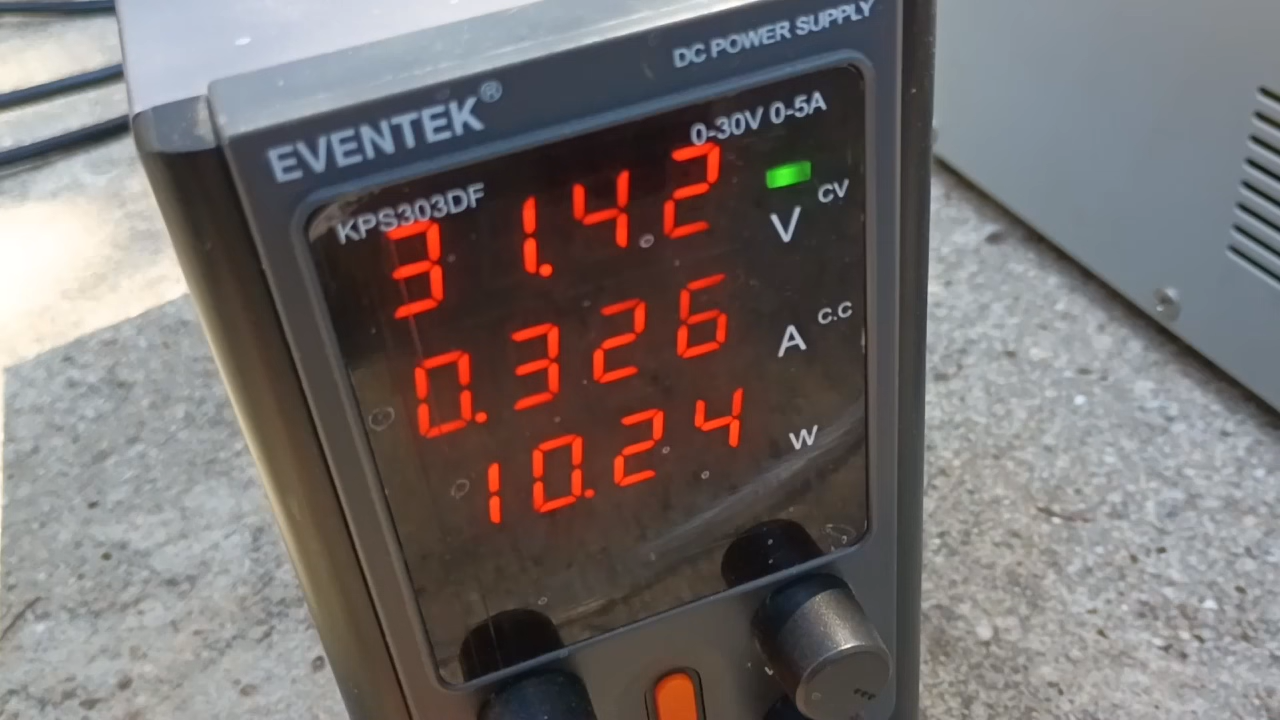 DC POWER SUPPLY
EVENTEK®
0-30V 0-5A
KPS303DF
31.42 V CV
0.326 A C.C
10.24 W